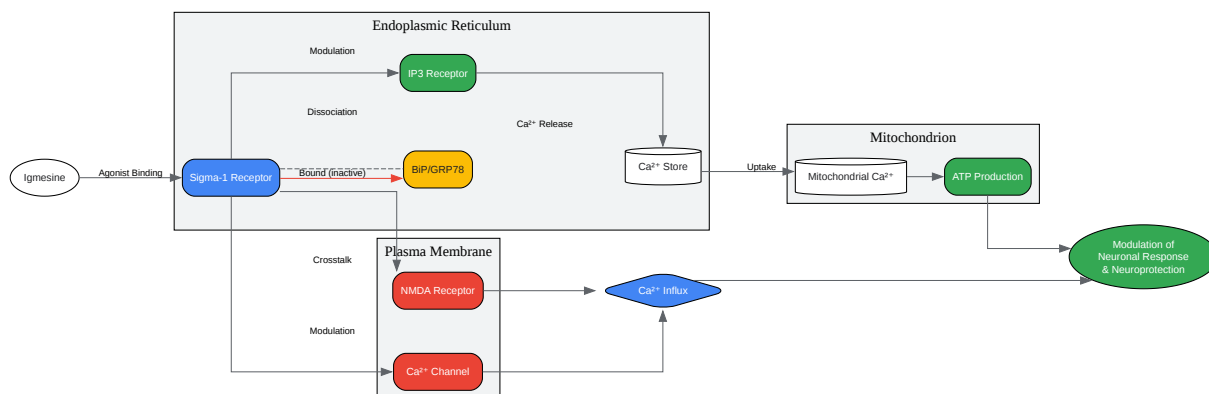 Endoplasmic Reticulum
Modulation
IP3 Receptor
Dissociation
Ca²⁺ Release
Mitochondrion
Ca²⁺ Store
Uptake
Mitochondrial Ca²⁺
ATP Production
Igmesine
Agonist Binding
Sigma-1 Receptor
Bound (inactive)
BiP/GRP78
Plasma Membrane
Crosstalk
NMDA Receptor
Ca²⁺ Influx
Modulation of
Neuronal Response
& Neuroprotection
Modulation
Ca²⁺ Channel